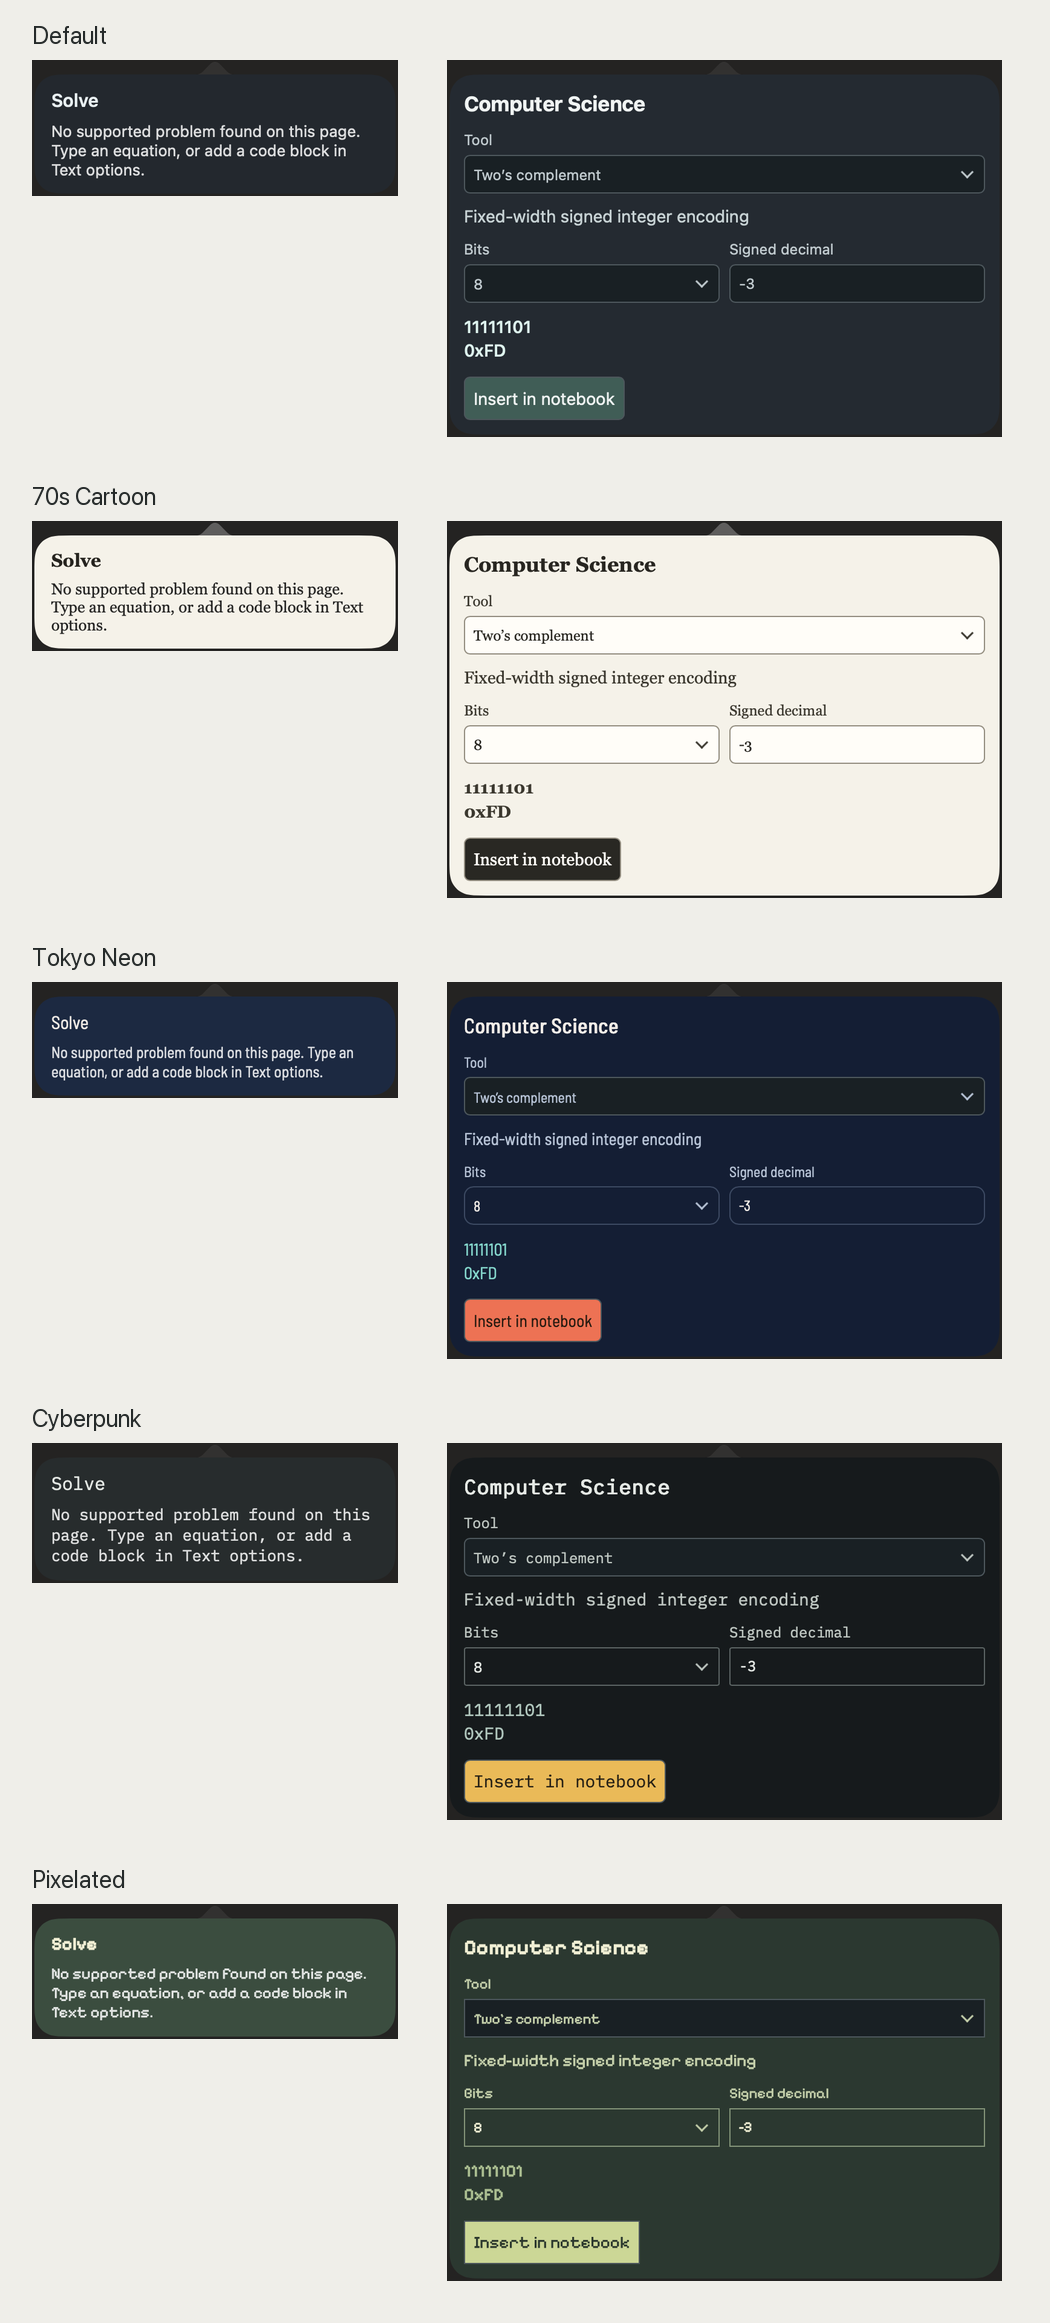 Default
Solve
No supported problem found on this page.
Type an equation, or add a code block in
Text options.
Computer Science
Tool
Two's complement
Fixed-width signed integer encoding
Bits
Signed decimal
8
-3
11111101
0xFD
Insert in notebook
70s Cartoon
Solve
No supported problem found on this page.
Type an equation, or add a code block in Text
options.
Computer Science
Tool
Two's complement
Fixed-width signed integer encoding
Bits
Signed decimal
8
-3
11111101
0xFD
Insert in notebook
Tokyo Neon
Solve
No supported problem found on this page. Type an
equation, or add a code block in Text options.
Computer Science
Tool
Two's complement
Fixed-width signed integer encoding
Bits
Signed decimal
8
-3
11111101
0xFD
Insert in notebook
Cyberpunk
Solve
No supported problem found on this
page. Type an equation, or add a
code block in Text options.
Computer Science
Tool
Two's complement
Fixed-width signed integer encoding
Bits
Signed decimal
8
-3
11111101
0xFD
Insert in notebook
Pixelated
Solve
No supported problem found on this page.
Type an equation, or add a code block in
Text options.
Computer Science
Tool
Two's complement
Fixed-width signed integer encoding
Bits
Signed decimal
8
-3
11111101
0xFD
Insert in notebook